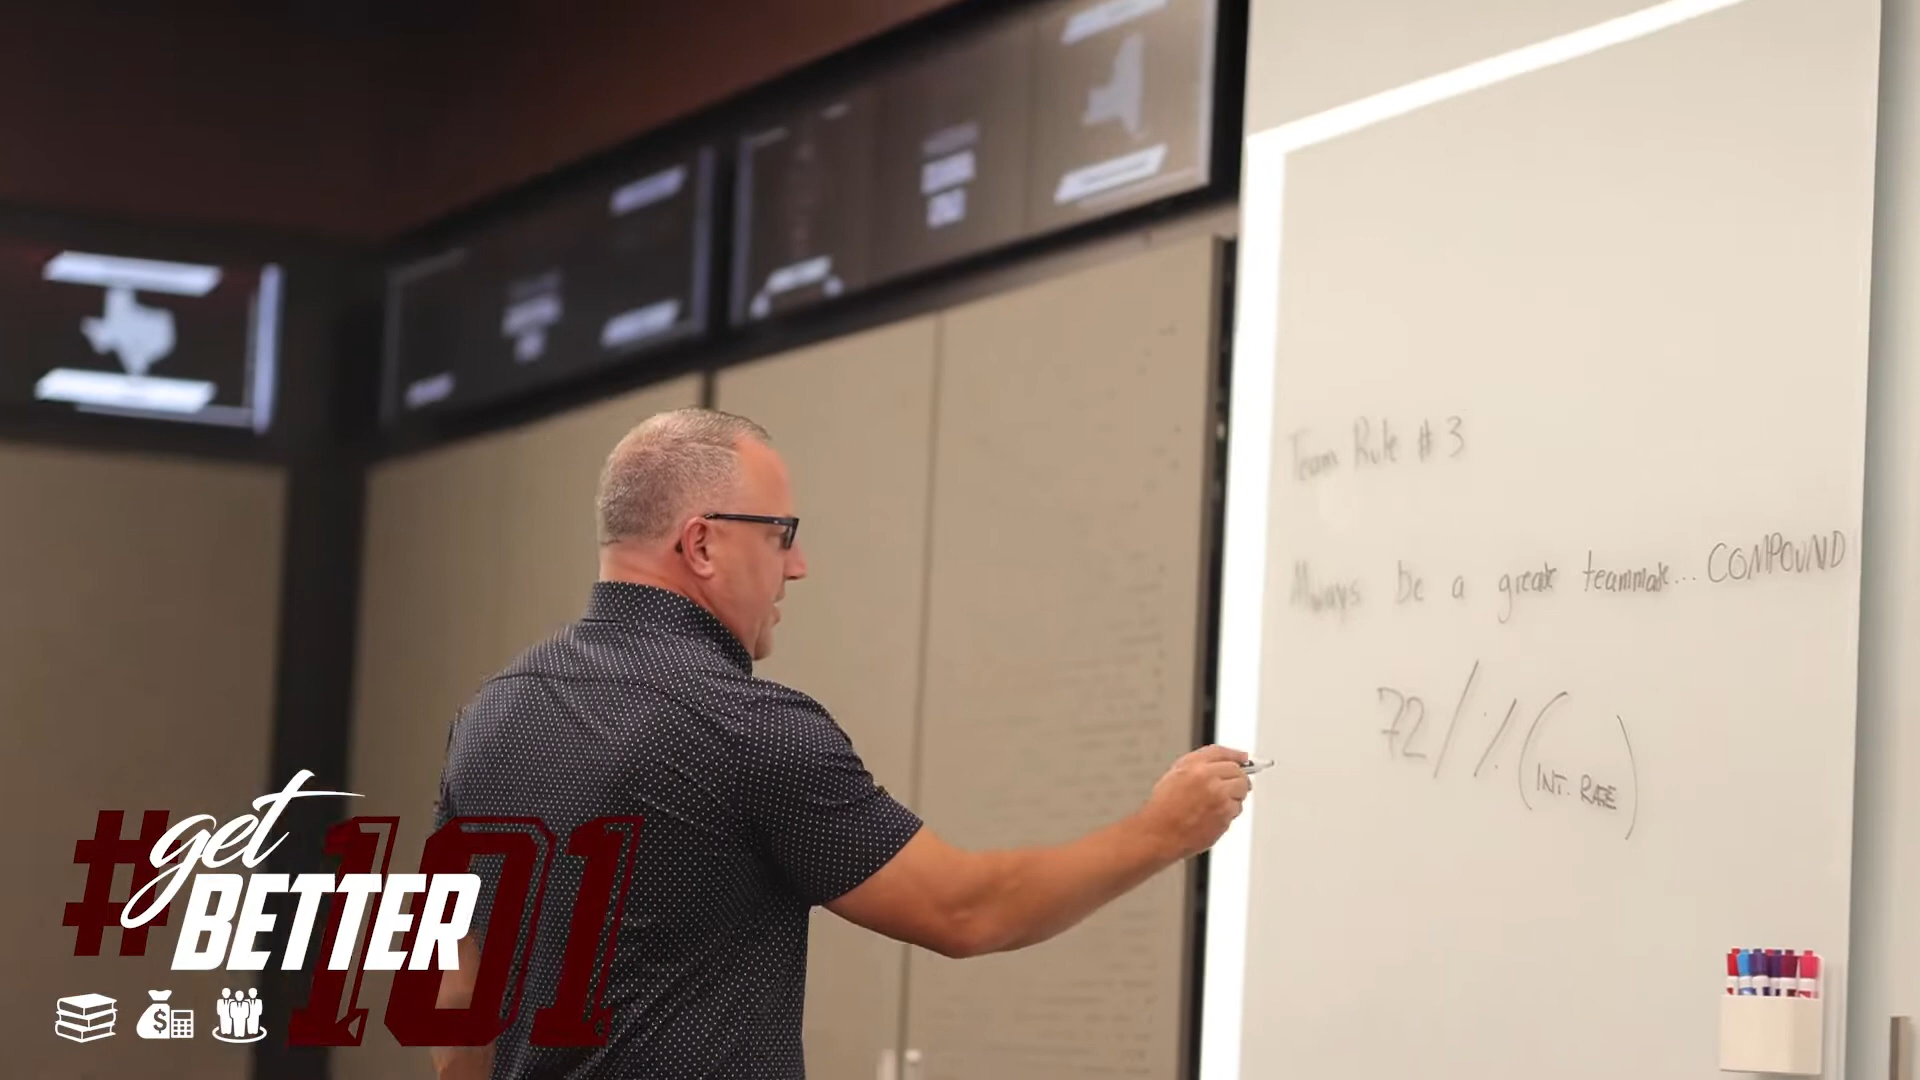 Team Rule #3
Always be a great teammate... COMPOUND
72/%(INT. RATE)
#get
BETTER
101
$